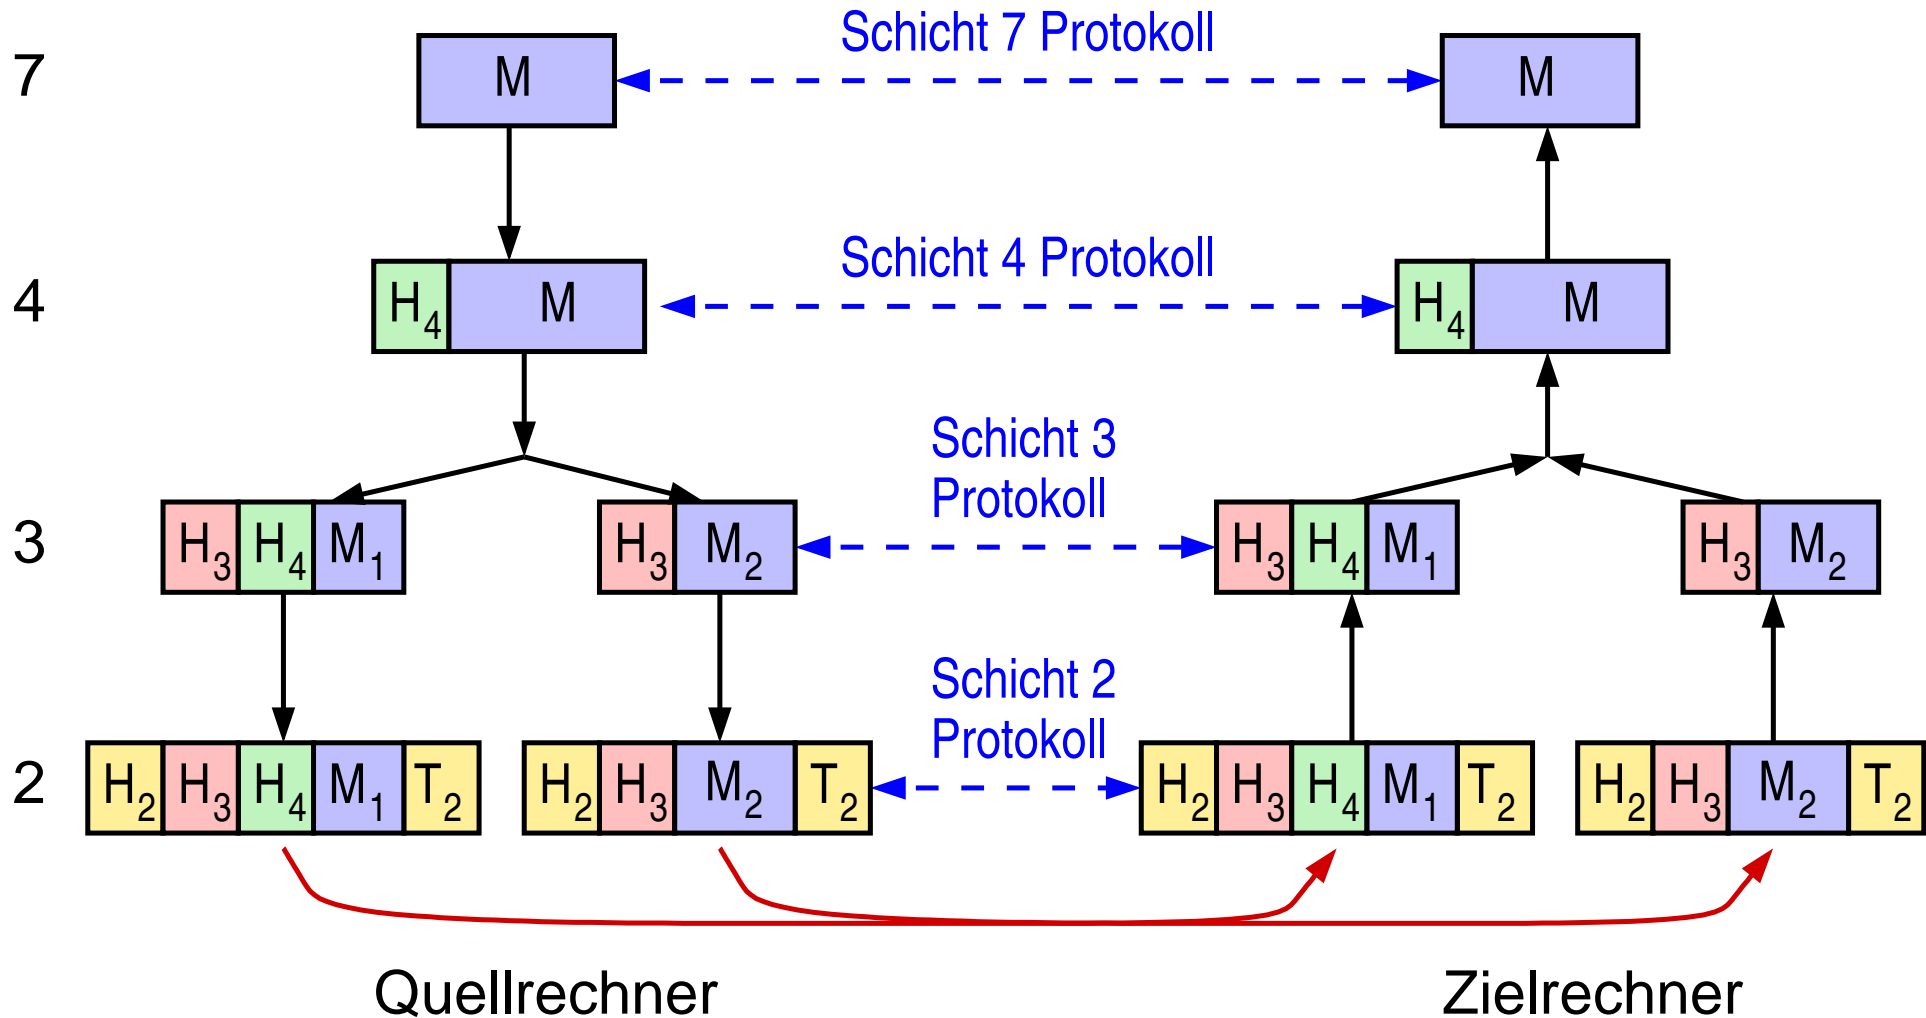 7 M Schicht 7 Protokoll M
4 H4 M Schicht 4 Protokoll H4 M
Schicht 3
Protokoll
3 H3 H4 M1 H3 M2 H3 H4 M1 H3 M2
Schicht 2
Protokoll
2 H2 H3 H4 M1 T2 H2 H3 M2 T2 H2 H3 H4 M1 T2 H2 H3 M2 T2
Quellrechner Zielrechner